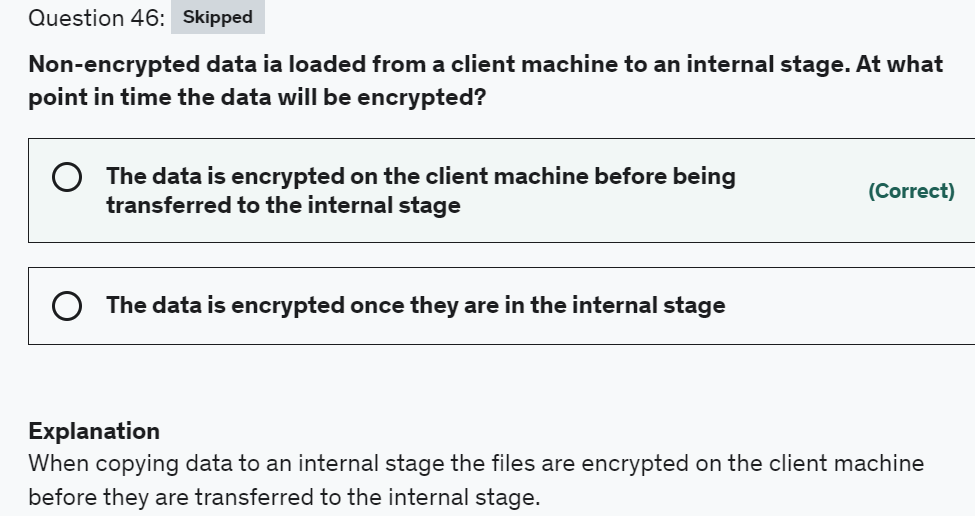 Question 46: Skipped
Non-encrypted data ia loaded from a client machine to an internal stage. At what
point in time the data will be encrypted?
The data is encrypted on the client machine before being
transferred to the internal stage
(Correct)
The data is encrypted once they are in the internal stage
Explanation
When copying data to an internal stage the files are encrypted on the client machine
before they are transferred to the internal stage.